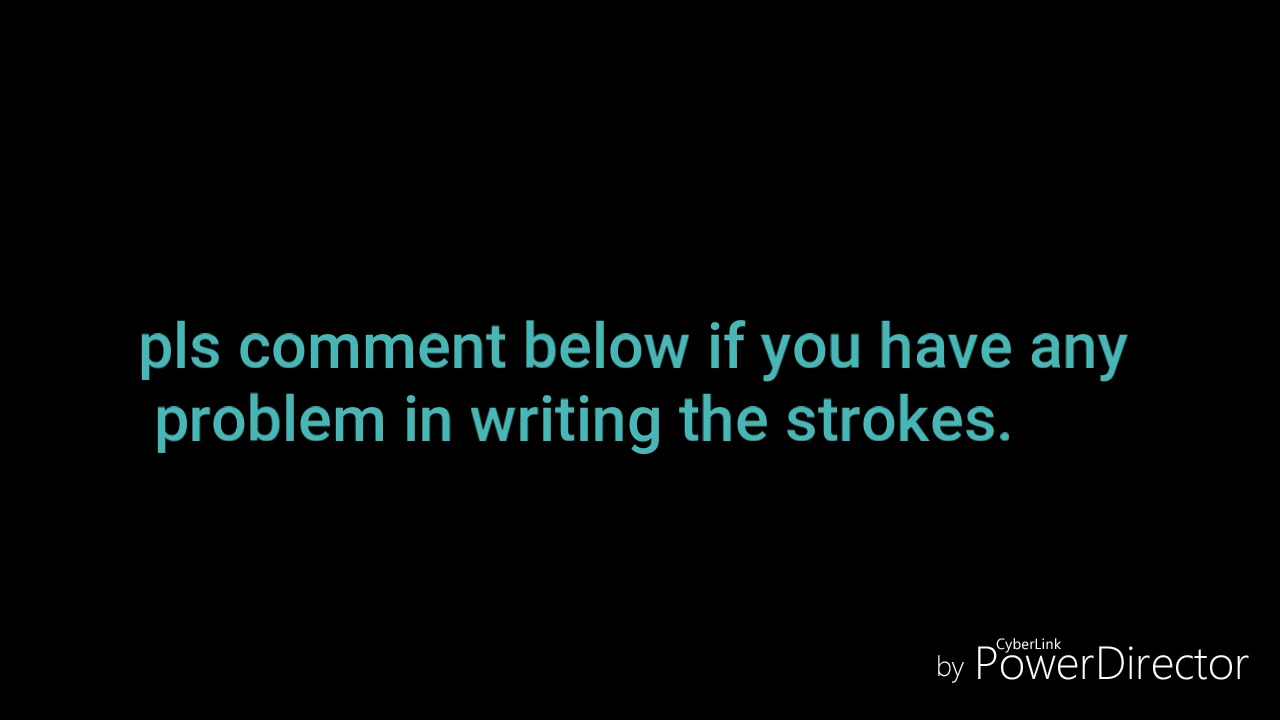 pls comment below if you have any
problem in writing the strokes.
CyberLink
by PowerDirector